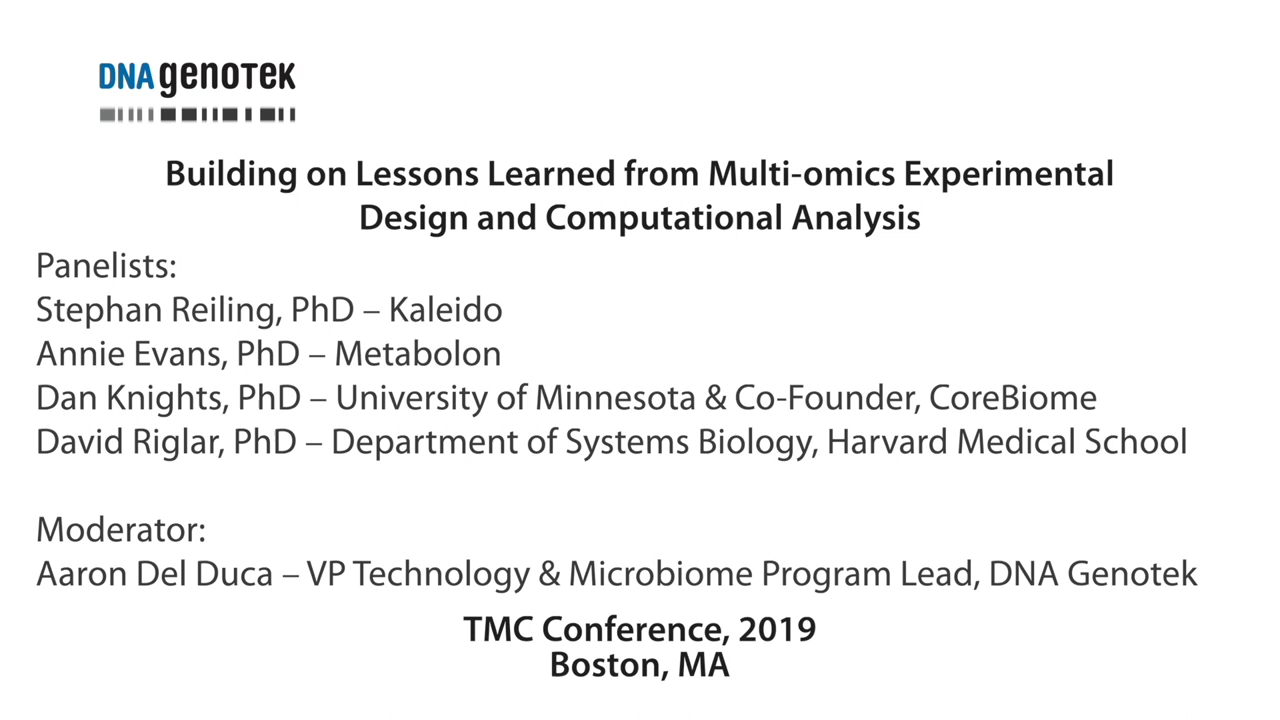 DNAgenotek
Building on Lessons Learned from Multi-omics Experimental
Design and Computational Analysis
Panelists:
Stephan Reiling, PhD – Kaleido
Annie Evans, PhD – Metabolon
Dan Knights, PhD – University of Minnesota & Co-Founder, CoreBiome
David Riglar, PhD – Department of Systems Biology, Harvard Medical School
Moderator:
Aaron Del Duca – VP Technology & Microbiome Program Lead, DNA Genotek
TMC Conference, 2019
Boston, MA